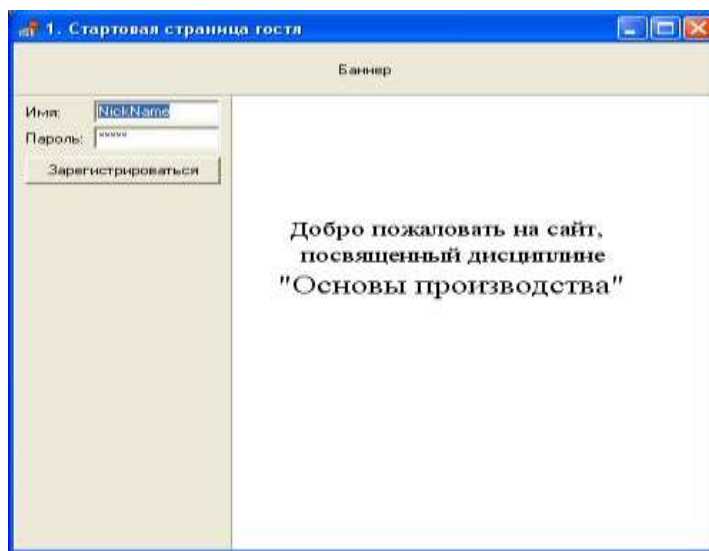 1. Стартовая страница гостя
Баннер
Имя: NickName
Пароль: *****
Зарегистрироваться
Добро пожаловать на сайт,
посвященный дисциплине
"Основы производства"